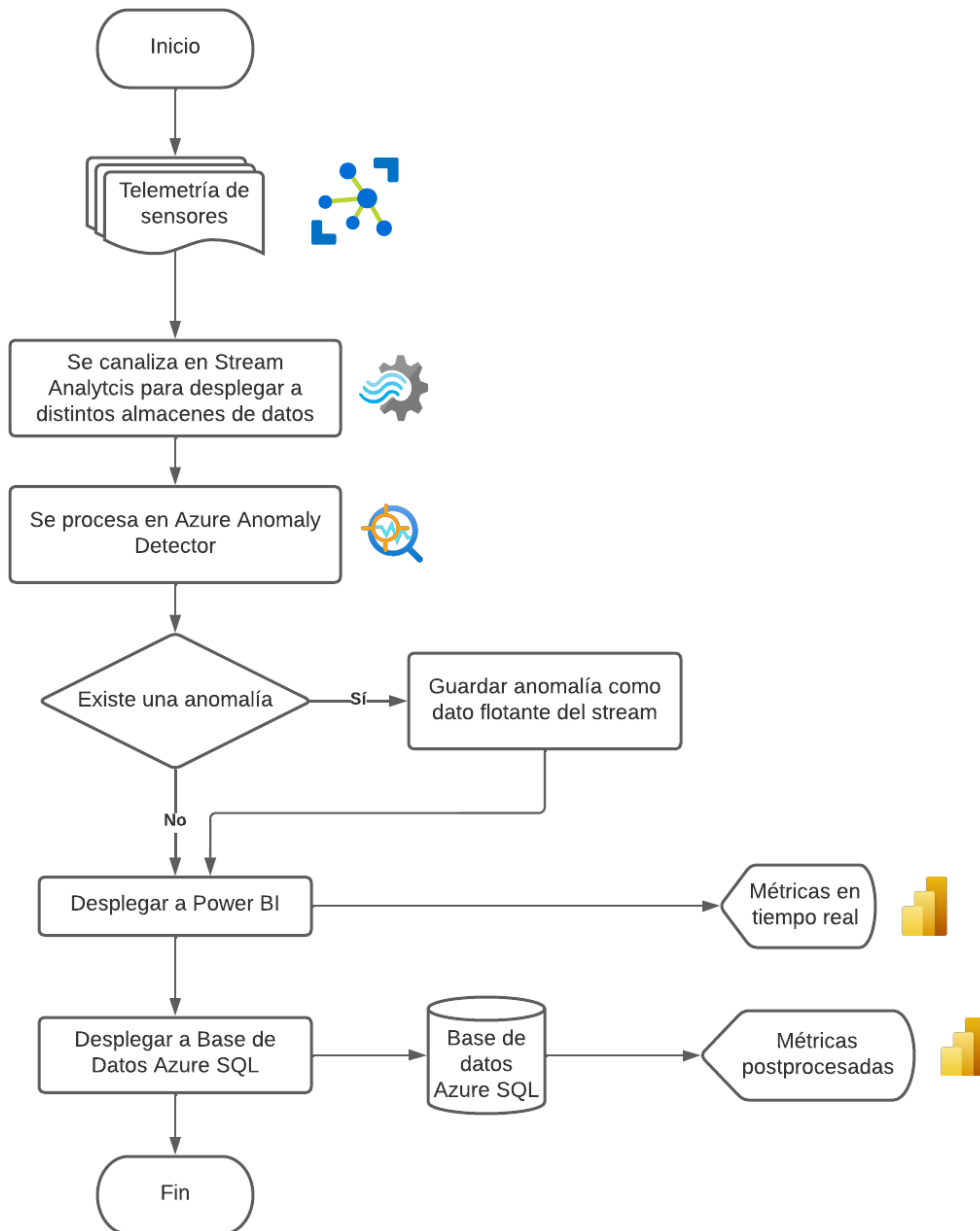 Inicio
Telemetría de
sensores
Se canaliza en Stream
Analytcis para desplegar a
distintos almacenes de datos
Se procesa en Azure Anomaly
Detector
Existe una anomalía
Sí
Guardar anomalía como
dato flotante del stream
No
Desplegar a Power BI
Métricas en
tiempo real
Desplegar a Base de
Datos Azure SQL
Base de
datos
Azure SQL
Métricas
postprocesadas
Fin